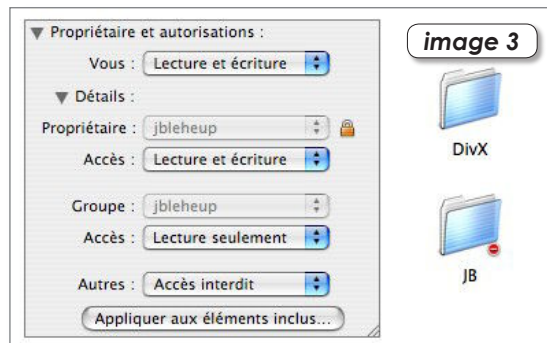 Propriétaire et autorisations :
Vous : Lecture et écriture
Détails :
Propriétaire : jbleheup
Accès : Lecture et écriture
Groupe : jbleheup
Accès : Lecture seulement
Autres : Accès interdit
Appliquer aux éléments inclus...
image 3
DivX
JB